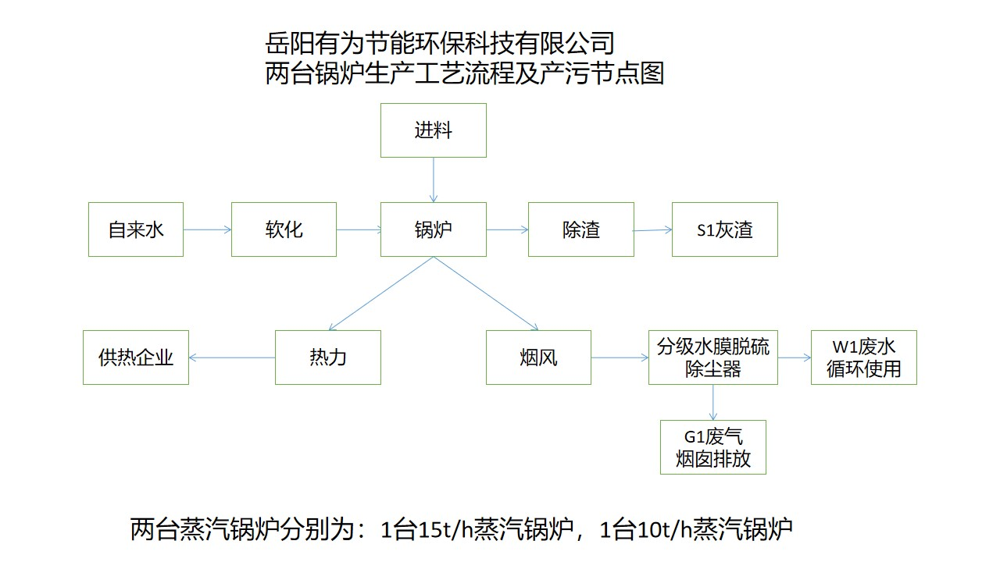 岳阳有为节能环保科技有限公司
两台锅炉生产工艺流程及产污节点图
进料
自来水
软化
锅炉
除渣
S1灰渣
供热企业
热力
烟风
分级水膜脱硫
除尘器
W1废水
循环使用
G1废气
烟囱排放
两台蒸汽锅炉分别为：1台15t/h蒸汽锅炉，1台10t/h蒸汽锅炉